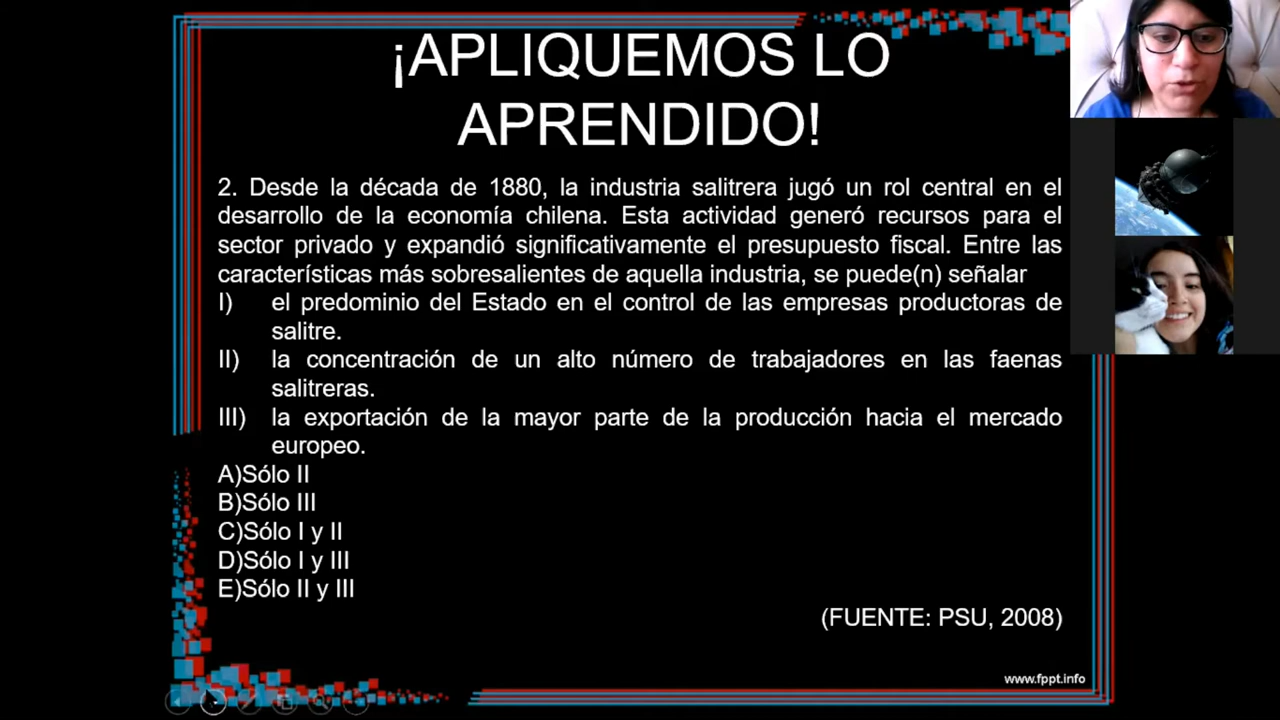 ¡APLIQUEMOS LO
APRENDIDO!
2. Desde la década de 1880, la industria salitrera jugó un rol central en el
desarrollo de la economía chilena. Esta actividad generó recursos para el
sector privado y expandió significativamente el presupuesto fiscal. Entre las
características más sobresalientes de aquella industria, se puede(n) señalar
I) el predominio del Estado en el control de las empresas productoras de
salitre.
II) la concentración de un alto número de trabajadores en las faenas
salitreras.
III) la exportación de la mayor parte de la producción hacia el mercado
europeo.
A)Sólo II
B)Sólo III
C)Sólo I y II
D)Sólo I y III
E)Sólo II y III
(FUENTE: PSU, 2008)
www.fppt.info